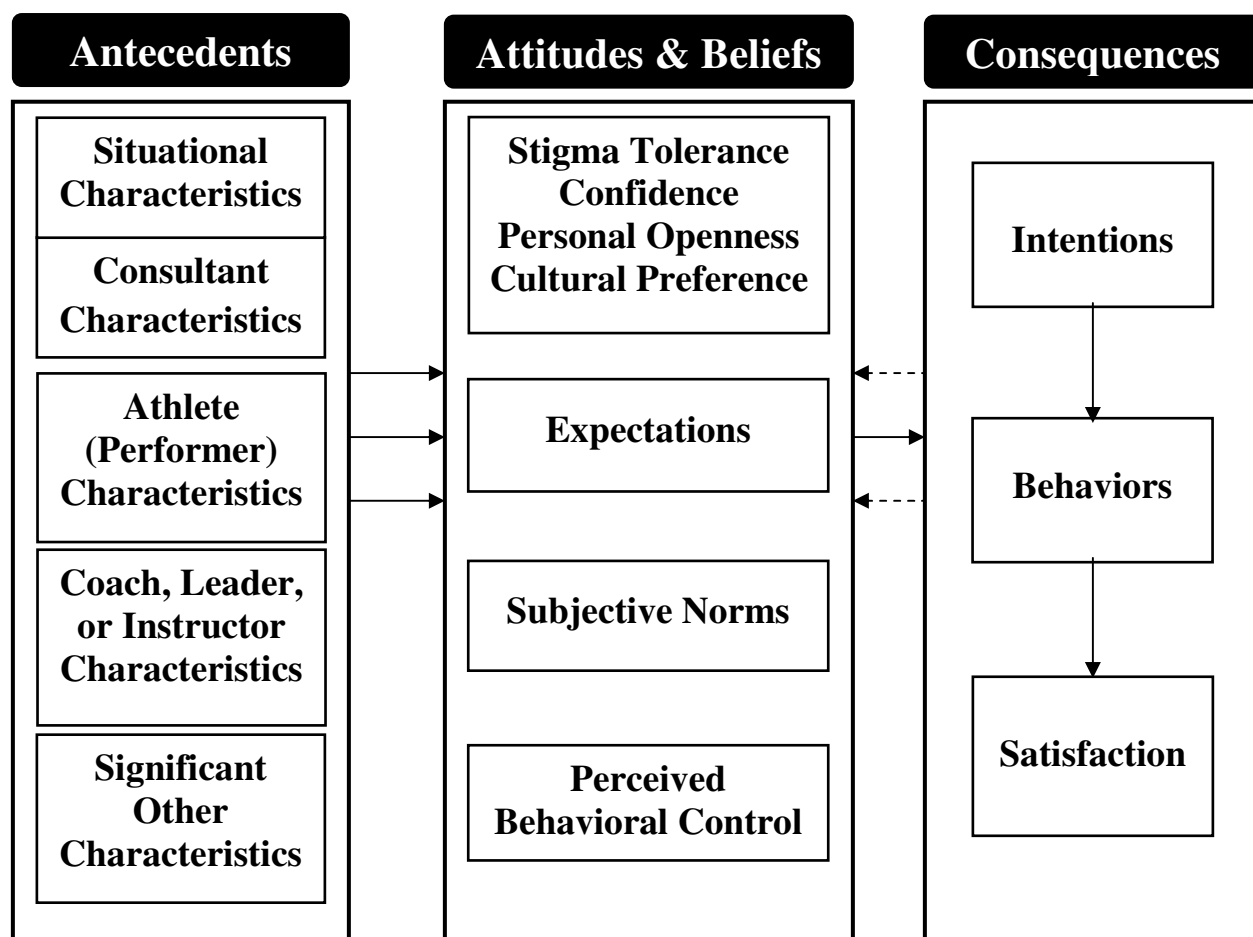 Antecedents
Situational
Characteristics
Consultant
Characteristics
Athlete
(Performer)
Characteristics
Coach, Leader,
or Instructor
Characteristics
Significant
Other
Characteristics
Attitudes & Beliefs
Stigma Tolerance
Confidence
Personal Openness
Cultural Preference
Expectations
Subjective Norms
Perceived
Behavioral Control
Consequences
Intentions
Behaviors
Satisfaction